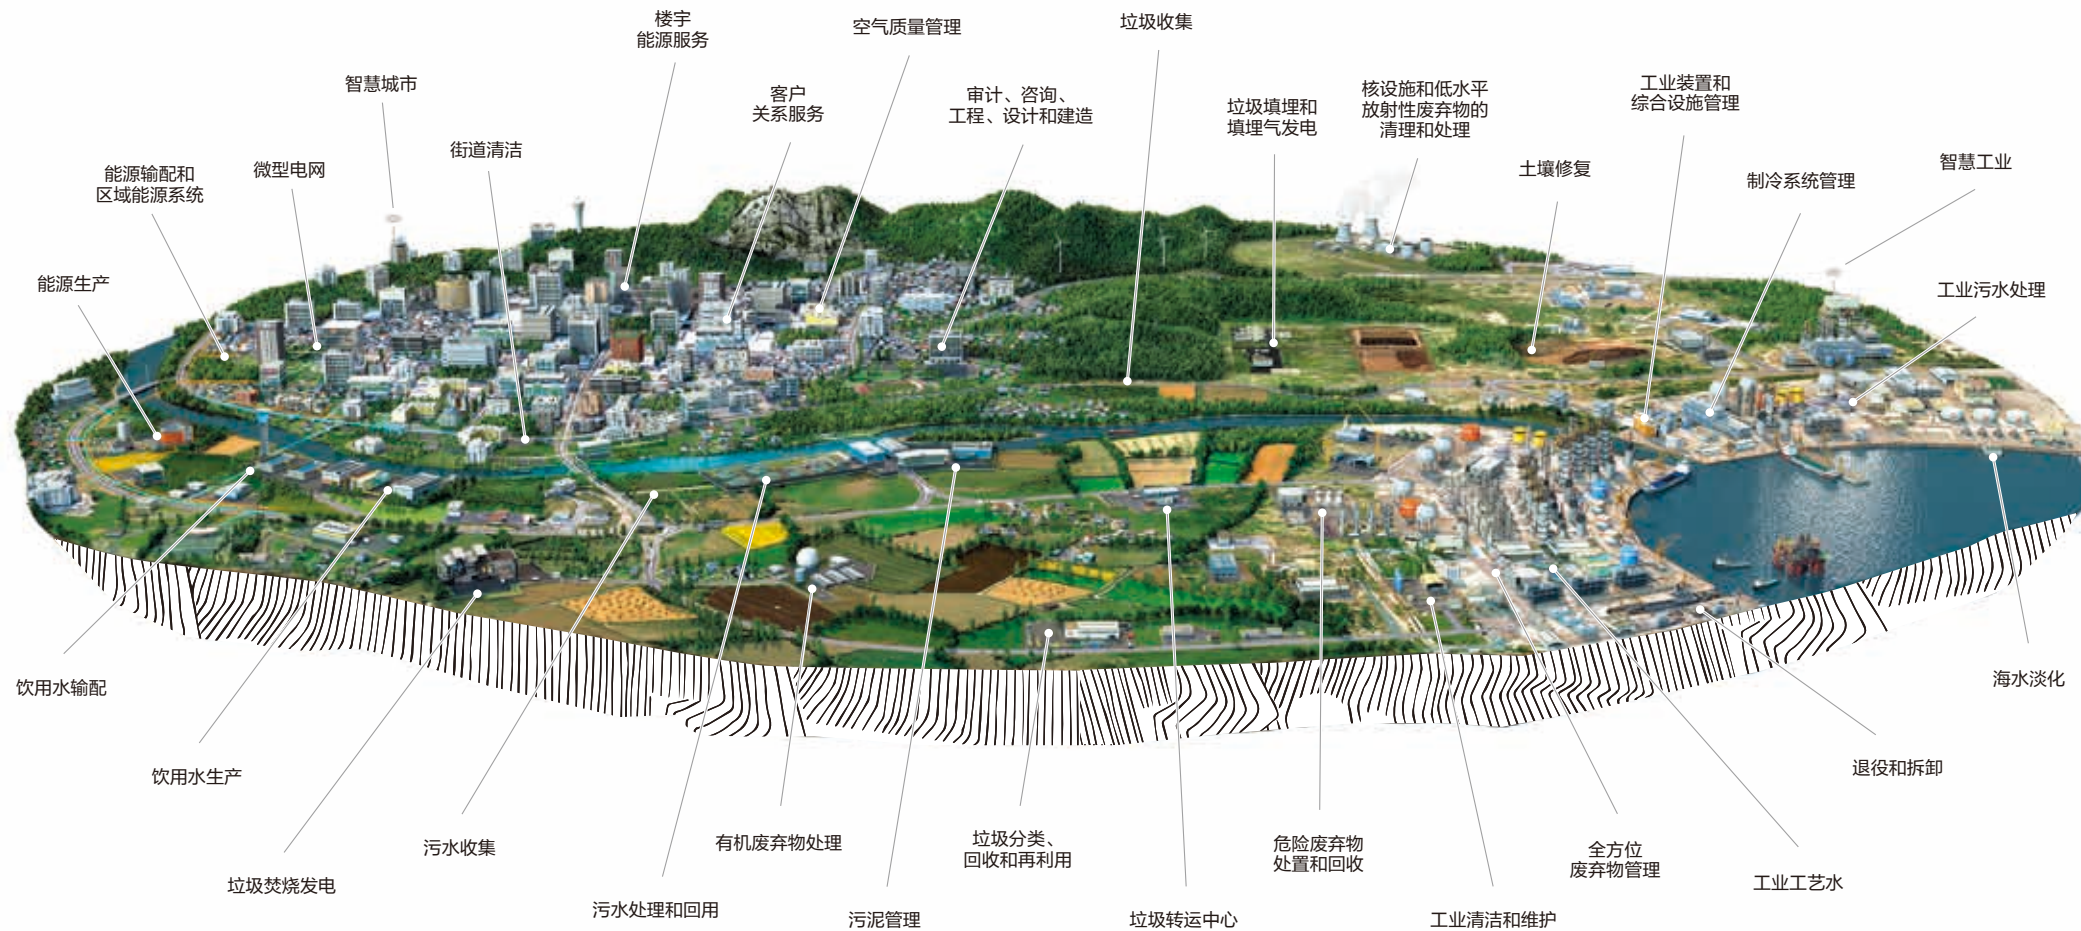 楼宇
能源服务
空气质量管理
垃圾收集
智慧城市
客户
关系服务
审计、咨询、
工程、设计和建造
垃圾填埋和
填埋气发电
核设施和低水平
放射性废弃物的
清理和处理
工业装置和
综合设施管理
能源输配和
区域能源系统
微型电网
街道清洁
土壤修复
制冷系统管理
智慧工业
能源生产
工业污水处理
饮用水输配
海水淡化
饮用水生产
退役和拆卸
垃圾焚烧发电
污水收集
污水处理和回用
有机废弃物处理
污泥管理
垃圾分类、
回收和再利用
垃圾转运中心
危险废弃物
处置和回收
工业清洁和维护
全方位
废弃物管理
工业工艺水